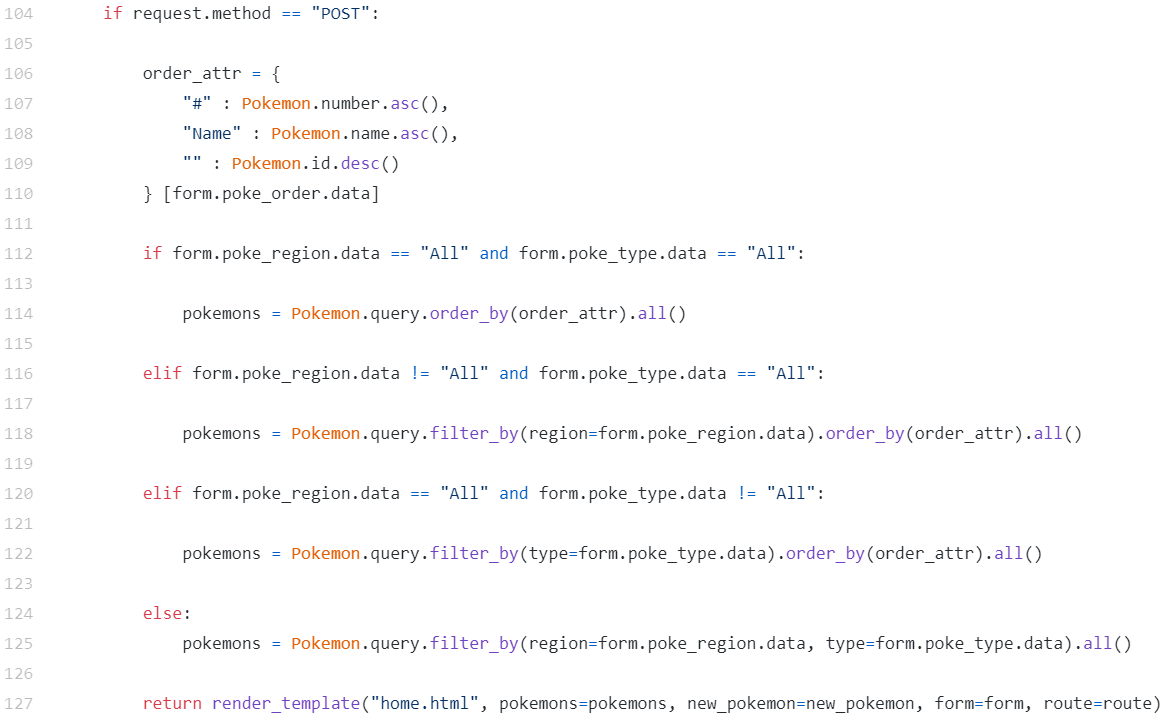 104 if request.method == "POST":
105
106 order_attr = {
107 "#" : Pokemon.number.asc(),
108 "Name" : Pokemon.name.asc(),
109 "" : Pokemon.id.desc()
110 } [form.poke_order.data]
111
112 if form.poke_region.data == "All" and form.poke_type.data == "All":
113
114 pokemons = Pokemon.query.order_by(order_attr).all()
115
116 elif form.poke_region.data != "All" and form.poke_type.data == "All":
117
118 pokemons = Pokemon.query.filter_by(region=form.poke_region.data).order_by(order_attr).all()
119
120 elif form.poke_region.data == "All" and form.poke_type.data != "All":
121
122 pokemons = Pokemon.query.filter_by(type=form.poke_type.data).order_by(order_attr).all()
123
124 else:
125 pokemons = Pokemon.query.filter_by(region=form.poke_region.data, type=form.poke_type.data).all()
126
127 return render_template("home.html", pokemons=pokemons, new_pokemon=new_pokemon, form=form, route=route)